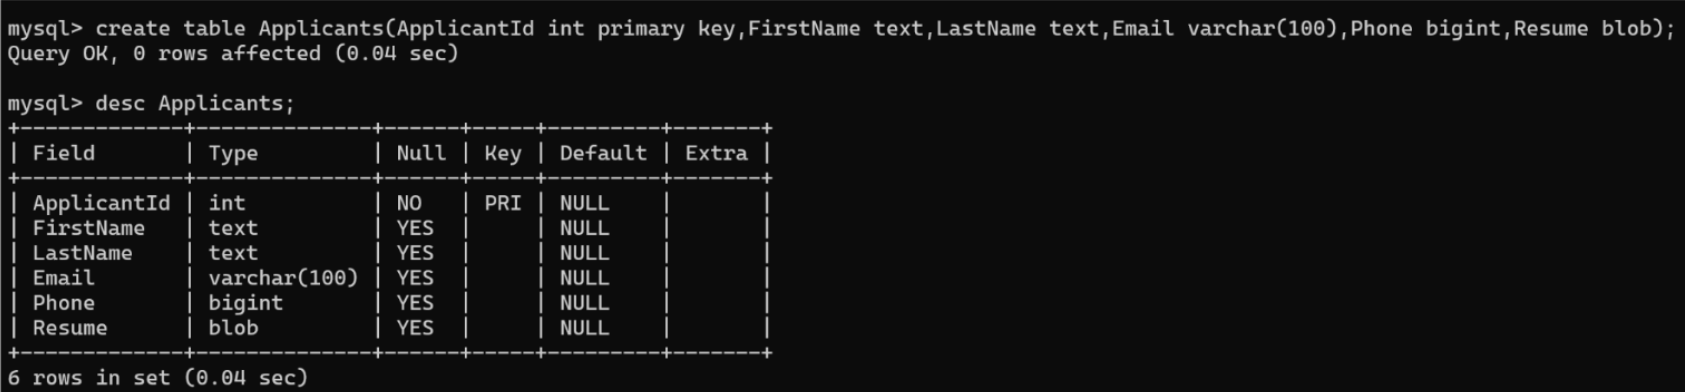 mysql> create table Applicants(ApplicantId int primary key,FirstName text,LastName text,Email varchar(100),Phone bigint,Resume blob);
Query OK, 0 rows affected (0.04 sec)

mysql> desc Applicants;
+-------------+--------------+------+-----+---------+-------+
| Field       | Type         | Null | Key | Default | Extra |
+-------------+--------------+------+-----+---------+-------+
| ApplicantId | int          | NO   | PRI | NULL    |       |
| FirstName   | text         | YES  |     | NULL    |       |
| LastName    | text         | YES  |     | NULL    |       |
| Email       | varchar(100) | YES  |     | NULL    |       |
| Phone       | bigint       | YES  |     | NULL    |       |
| Resume      | blob         | YES  |     | NULL    |       |
+-------------+--------------+------+-----+---------+-------+
6 rows in set (0.04 sec)